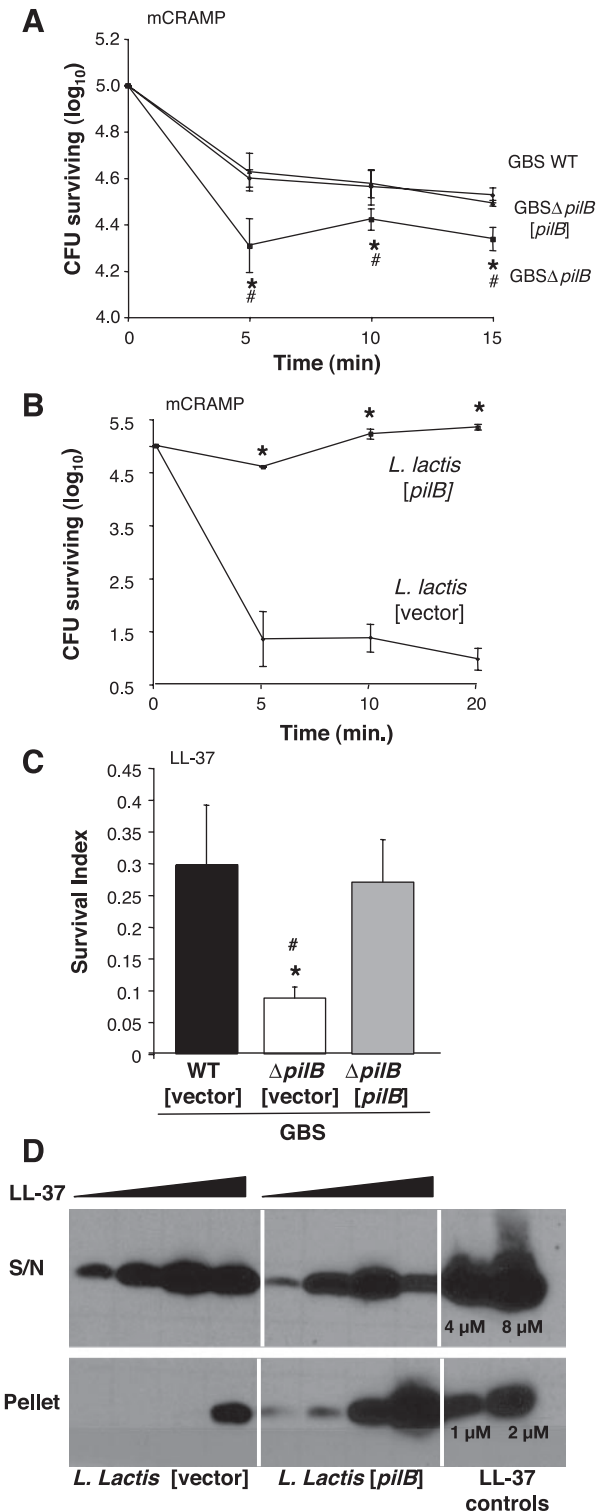 A
mCRAMP
CFU surviving (log10)
5.2
5.0
4.8
4.6
4.4
4.2
4.0
GBS WT
GBSΔpilB
[pilB]
GBSΔpilB
*
#
*
#
*
#
0
5
10
15
Time (min)
B
mCRAMP
CFU surviving (log10)
5.5
4.5
3.5
2.5
1.5
0.5
*
*
*
L. lactis
[pilB]
L. lactis
[vector]
0
5
10
20
Time (min.)
C
LL-37
Survival Index
0.45
0.4
0.35
0.3
0.25
0.2
0.15
0.1
0.05
0
#
*
WT
[vector]
ΔpilB
[vector]
ΔpilB
[pilB]
GBS
D
LL-37
S/N
4 µM 8 µM
Pellet
1 µM 2 µM
L. Lactis [vector]
L. Lactis [pilB]
LL-37
controls